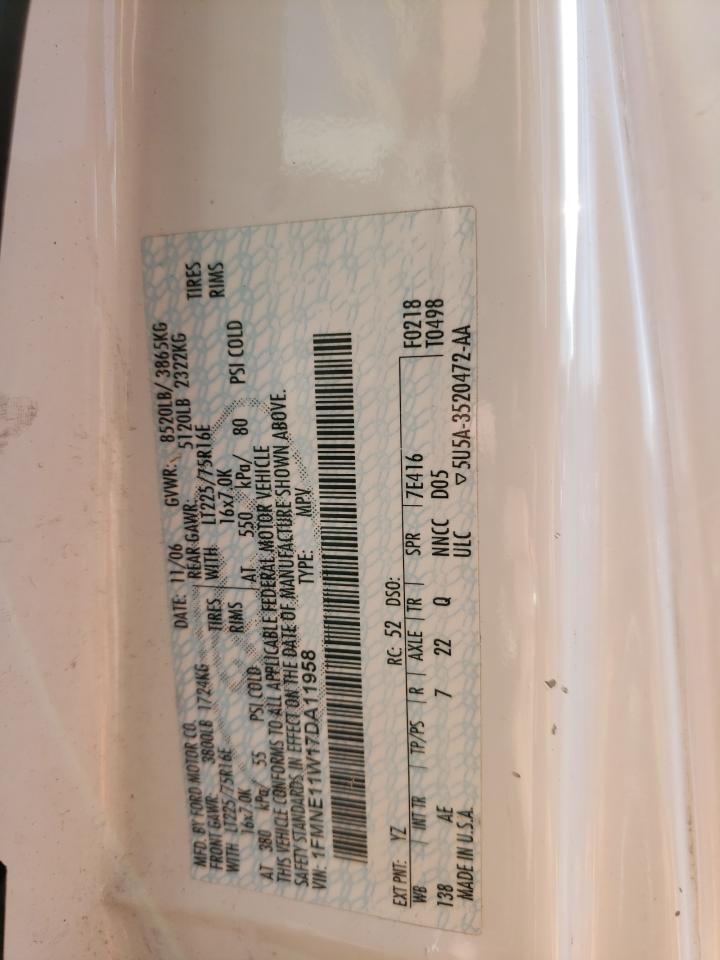 MFD. BY FORD MOTOR CO. DATE: 11/06 GVWR: 8520LB/ 3865KG
FRONT GAWR: 3800LB 1724KG REAR GAWR: 5120LB 2322KG
WITH LT225/75R16E TIRES WITH LT225/75R16E TIRES
16x7.0K RIMS 16x7.0K RIMS
AT 380 kPa/ 55 PSI COLD AT 550 kPa/ 80 PSI COLD
THIS VEHICLE CONFORMS TO ALL APPLICABLE FEDERAL MOTOR VEHICLE
SAFETY STANDARDS IN EFFECT ON THE DATE OF MANUFACTURE SHOWN ABOVE.
VIN: 1FMNE11W17DA11958 TYPE: MPV
EXT PNT: YZ RC: 52 DSO: F0218
WB INT TR TP/PS R AXLE TR SPR 7E416 T0498
138 AE 7 22 Q NNCC D05
MADE IN U.S.A. ULC ▽5U5A-3520472-AA